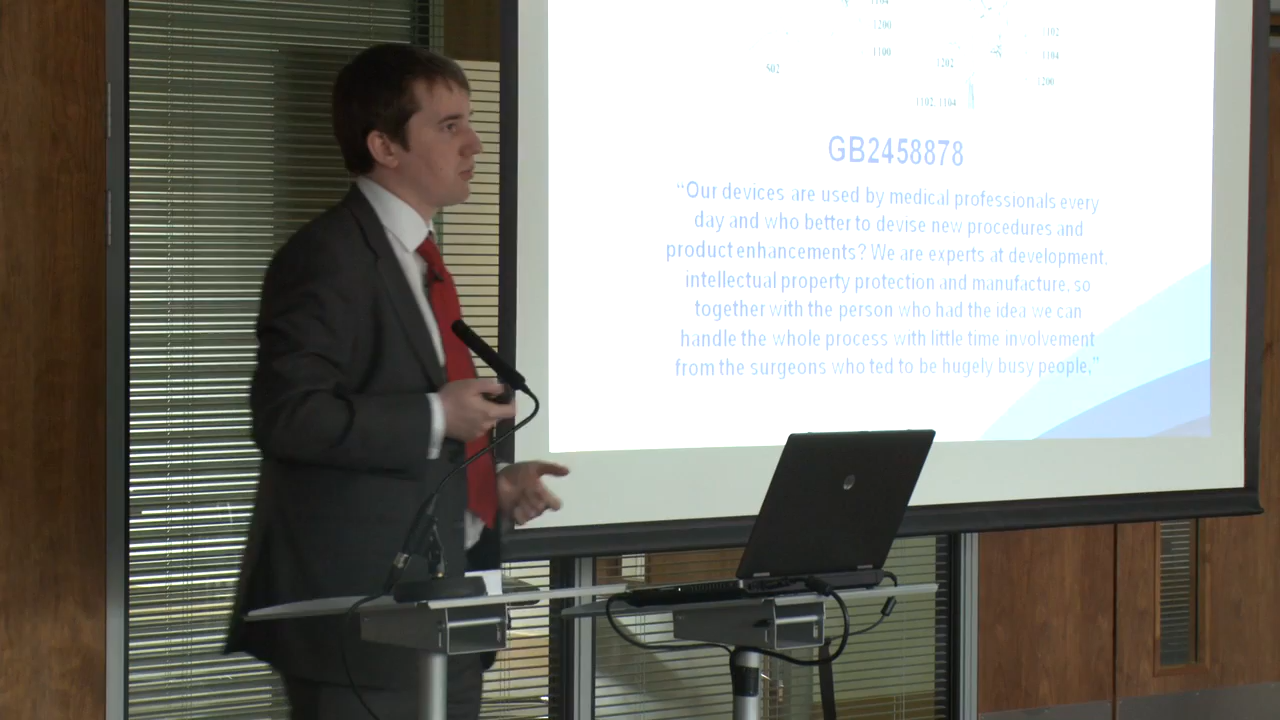 1104
1200
1102
1100
1104
1202
502
1200
1102, 1104
GB2458878
“Our devices are used by medical professionals every
day and who better to devise new procedures and
product enhancements? We are experts at development,
intellectual property protection and manufacture, so
together with the person who had the idea we can
handle the whole process with little time involvement
from the surgeons who ted to be hugely busy people,”
hp